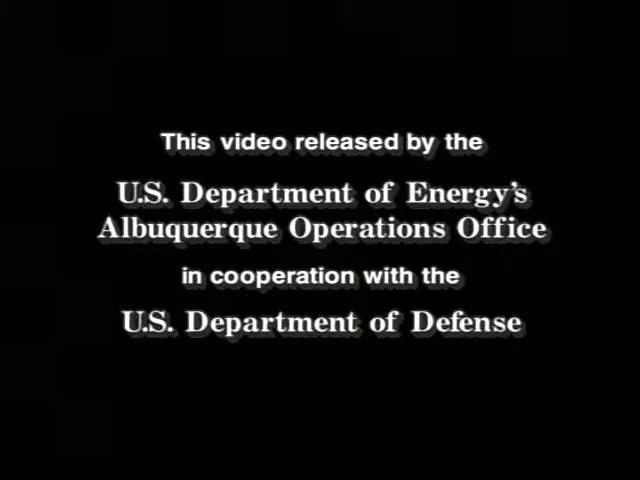 This video released by the
U.S. Department of Energy's
Albuquerque Operations Office
in cooperation with the
U.S. Department of Defense